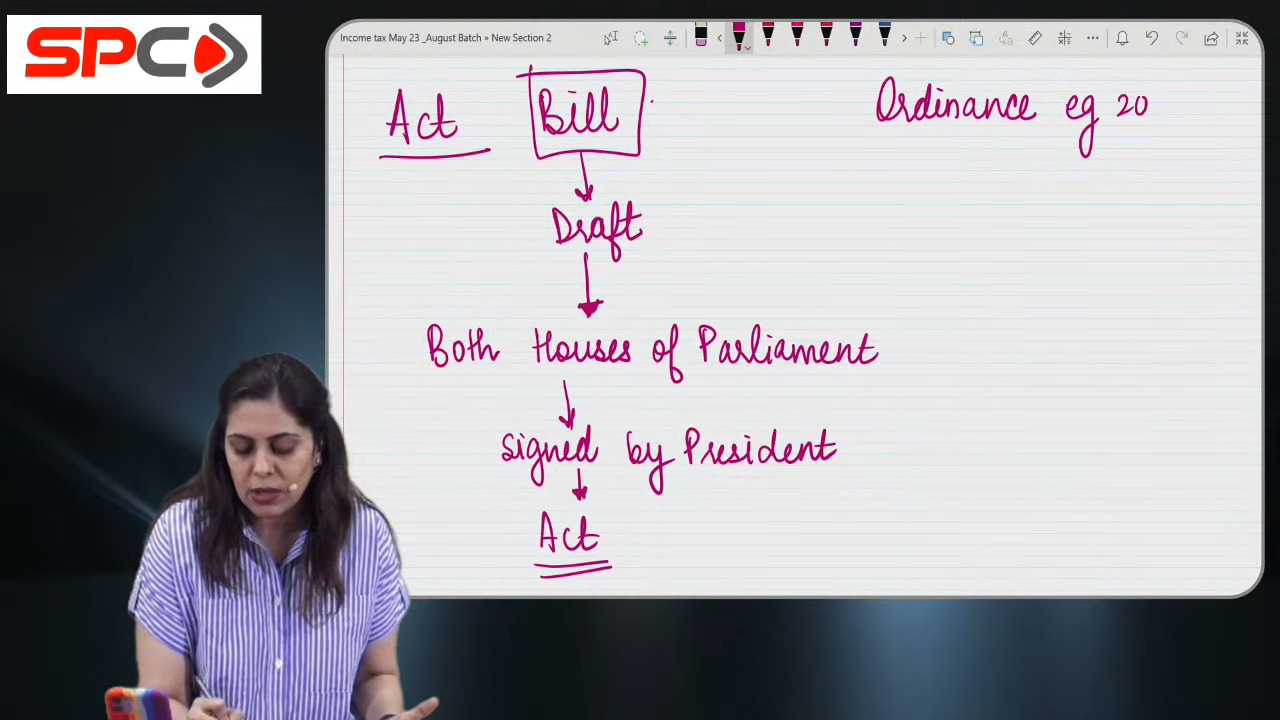 SPC
Income tax May 23 _August Batch » New Section 2
Act Bill Ordinance eg 20
Draft
Both Houses of Parliament
signed by President
Act